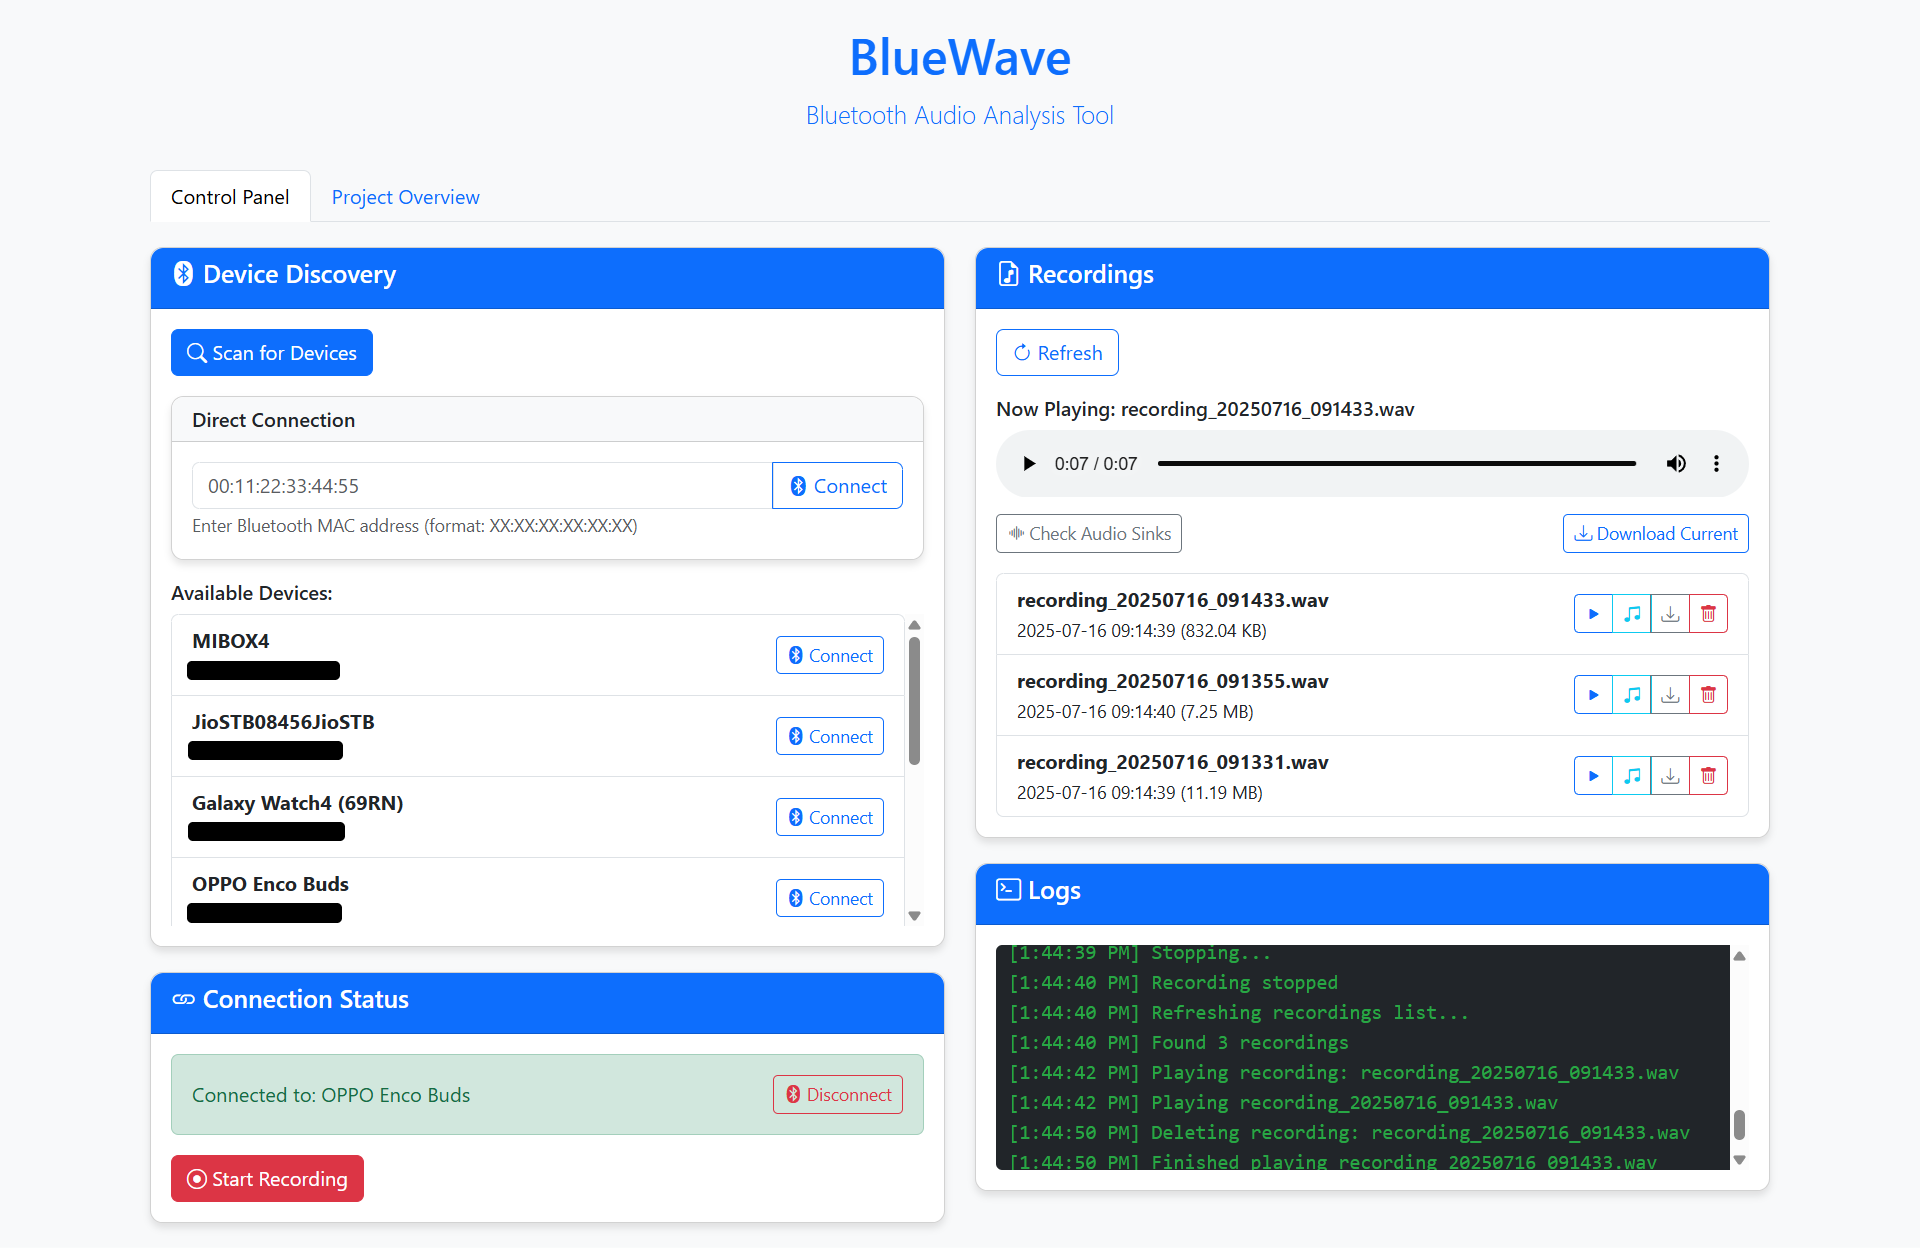 BlueWave
Bluetooth Audio Analysis Tool
Control Panel
Project Overview
Device Discovery
Scan for Devices
Direct Connection
00:11:22:33:44:55
Connect
Enter Bluetooth MAC address (format: XX:XX:XX:XX:XX:XX)
Available Devices:
MIBOX4
Connect
JioSTB08456JioSTB
Connect
Galaxy Watch4 (69RN)
Connect
OPPO Enco Buds
Connect
Connection Status
Connected to: OPPO Enco Buds
Disconnect
Start Recording
Recordings
Refresh
Now Playing: recording_20250716_091433.wav
0:07 / 0:07
Check Audio Sinks
Download Current
recording_20250716_091433.wav
2025-07-16 09:14:39 (832.04 KB)
recording_20250716_091355.wav
2025-07-16 09:14:40 (7.25 MB)
recording_20250716_091331.wav
2025-07-16 09:14:39 (11.19 MB)
Logs
[1:44:39 PM] Stopping...
[1:44:40 PM] Recording stopped
[1:44:40 PM] Refreshing recordings list...
[1:44:40 PM] Found 3 recordings
[1:44:42 PM] Playing recording: recording_20250716_091433.wav
[1:44:42 PM] Playing recording_20250716_091433.wav
[1:44:50 PM] Deleting recording: recording_20250716_091433.wav
[1:44:50 PM] Finished playing recording_20250716_091433.wav